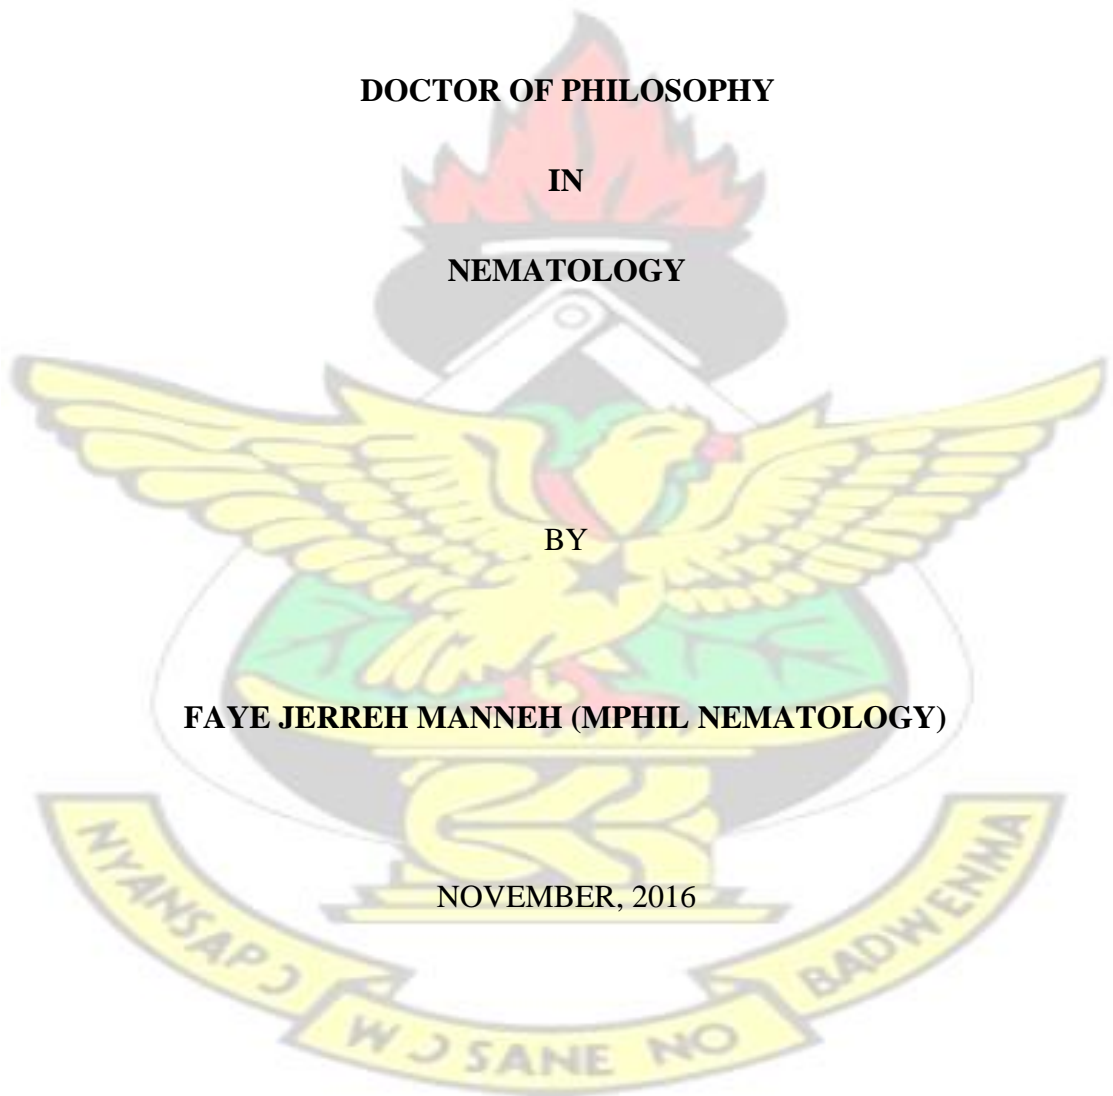 DOCTOR OF PHILOSOPHY
IN
NEMATOLOGY
BY
FAYE JERREH MANNEH (MPHIL NEMATOLOGY)
NOVEMBER, 2016
NYANSAPƆ WƆSANE NO BADWENMA